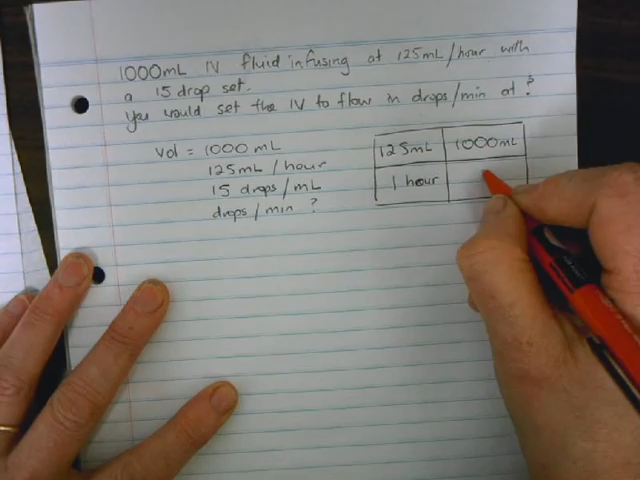 1000mL IV fluid infusing at 125mL/hour with
a 15 drop set.
You would set the IV to flow in drops/min at ?
vol = 1000 mL
125mL / hour
15 drops / mL
drops / min ?
125mL 1000mL
1 hour